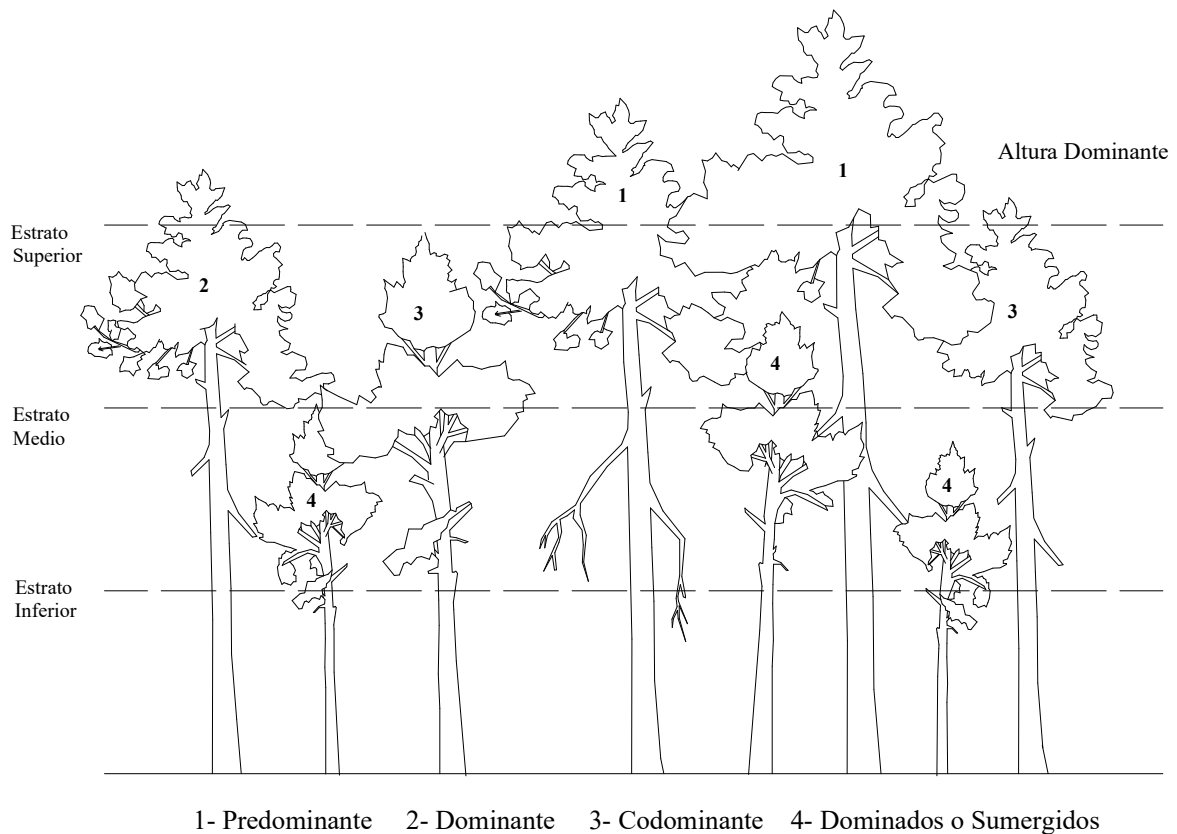 1
Altura Dominante
1
1
Estrato
Superior
2
3
3
4
Estrato
Medio
4
4
Estrato
Inferior
1- Predominante 2- Dominante 3- Codominante 4- Dominados o Sumergidos